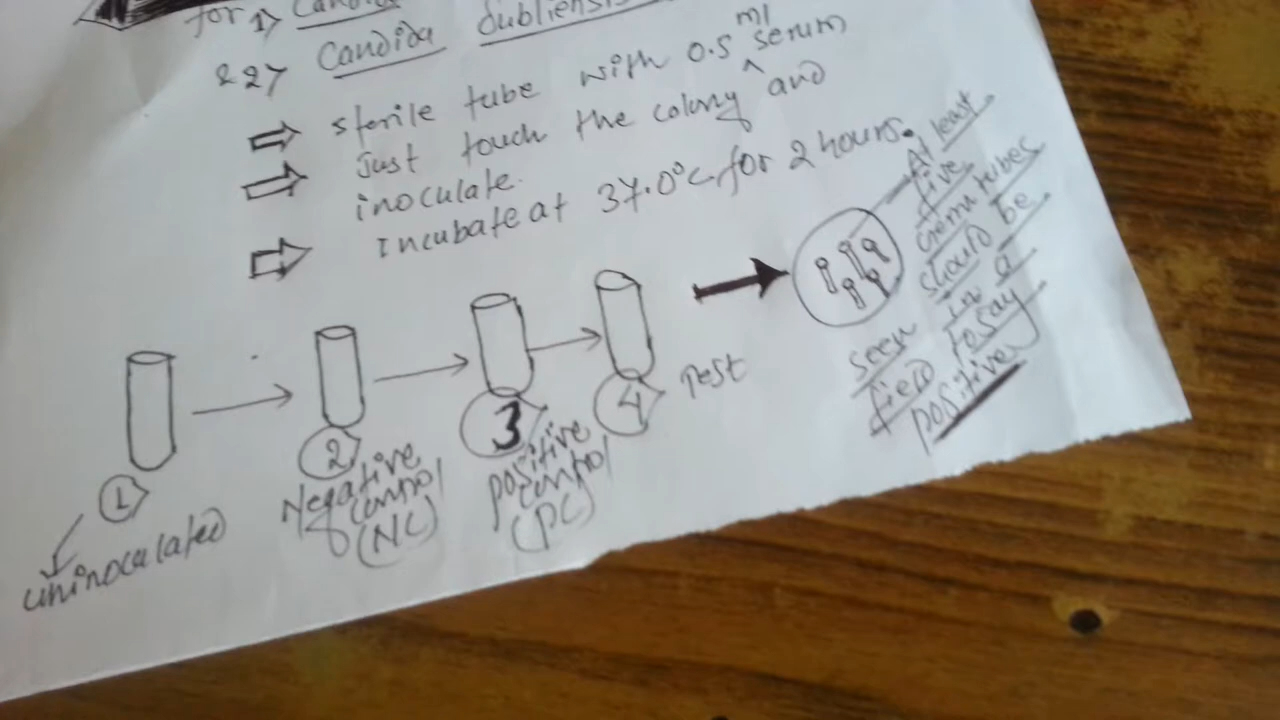 for 1> Candida
& 2> Candida dubliensis
⇨ sterile tube with 0.5 ml serum
⇨ Just touch the colony ^ and
inoculate.
⇨ Incubate at 37.0°C for 2 hours.
At least
five
Germ tubes
should be
seen in a
field to say
positive
1
uninoculated
2
Negative
control
(NC)
3
positive
control
(PC)
4